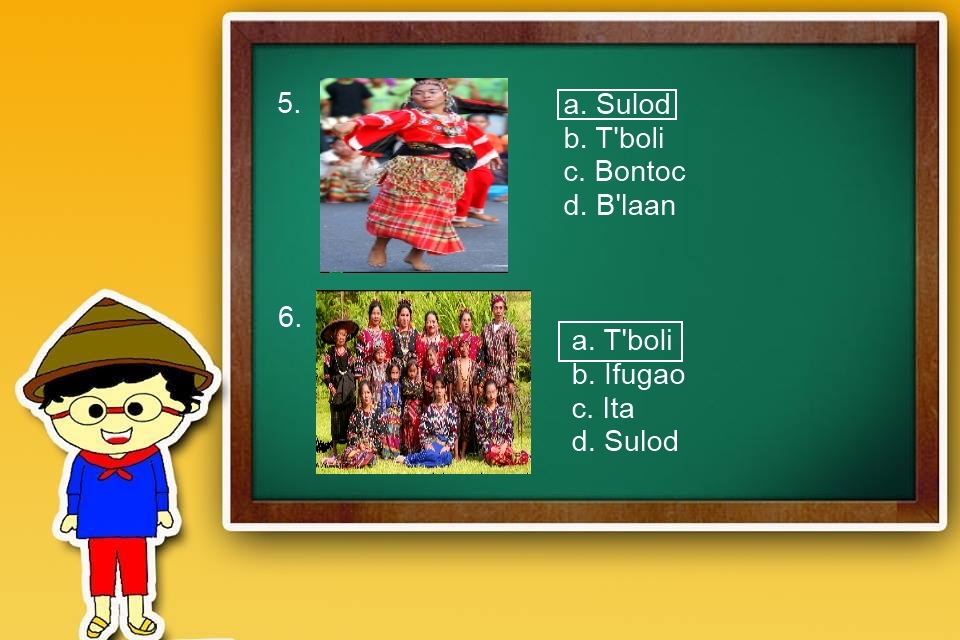 5.
a. Sulod
b. T'boli
c. Bontoc
d. B'laan
6.
a. T'boli
b. Ifugao
c. Ita
d. Sulod